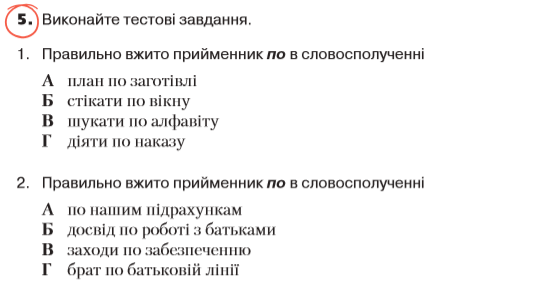 5. Виконайте тестові завдання.
1. Правильно вжито прийменник по в словосполученні
А план по заготівлі
Б стікати по вікну
В шукати по алфавіту
Г діяти по наказу
2. Правильно вжито прийменник по в словосполученні
А по нашим підрахункам
Б досвід по роботі з батьками
В заходи по забезпеченню
Г брат по батьковій лінії